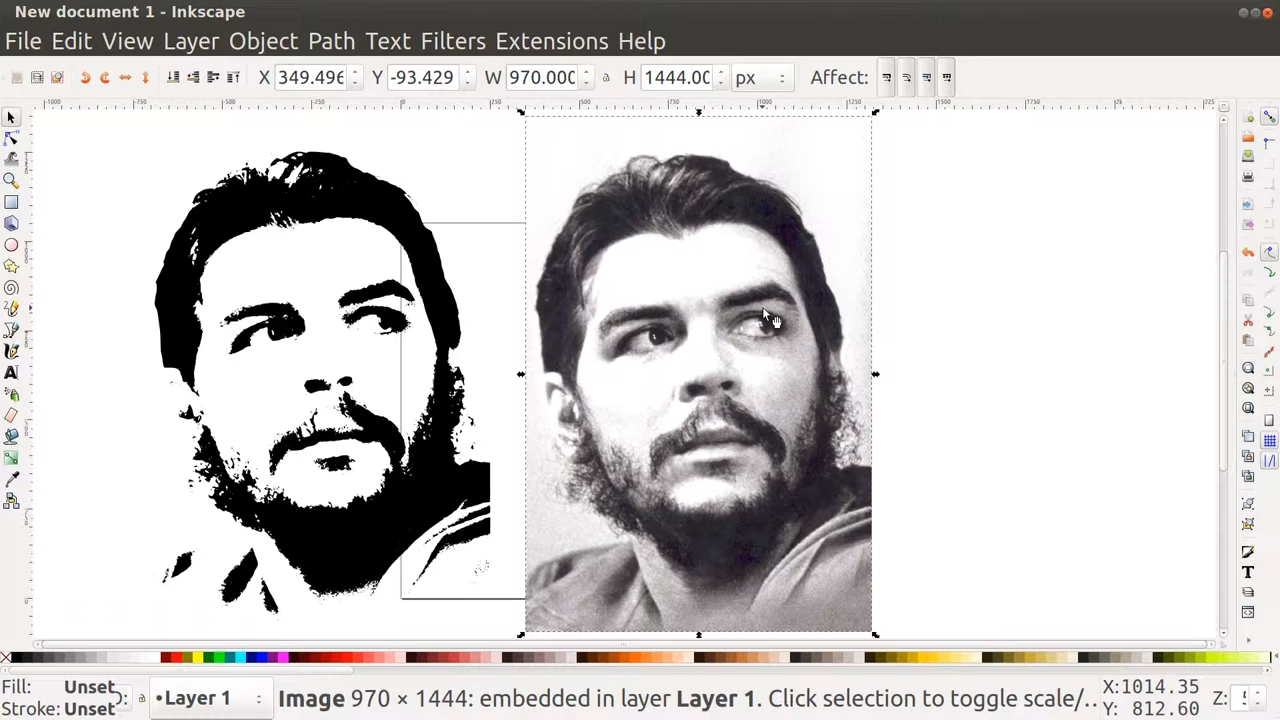 New document 1 - Inkscape
File Edit View Layer Object Path Text Filters Extensions Help
X 349.496 Y -93.429 W 970.000 H 1444.00 px Affect:
Fill: Unset
Stroke: Unset
O:
•Layer 1
Image 970 × 1444: embedded in layer Layer 1. Click selection to toggle scale/..
X:1014.35
Y: 812.60
Z: